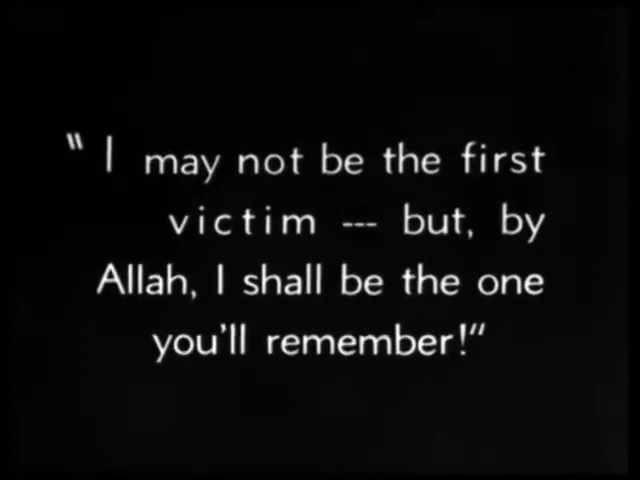 "I may not be the first
victim --- but, by
Allah, I shall be the one
you'll remember!"